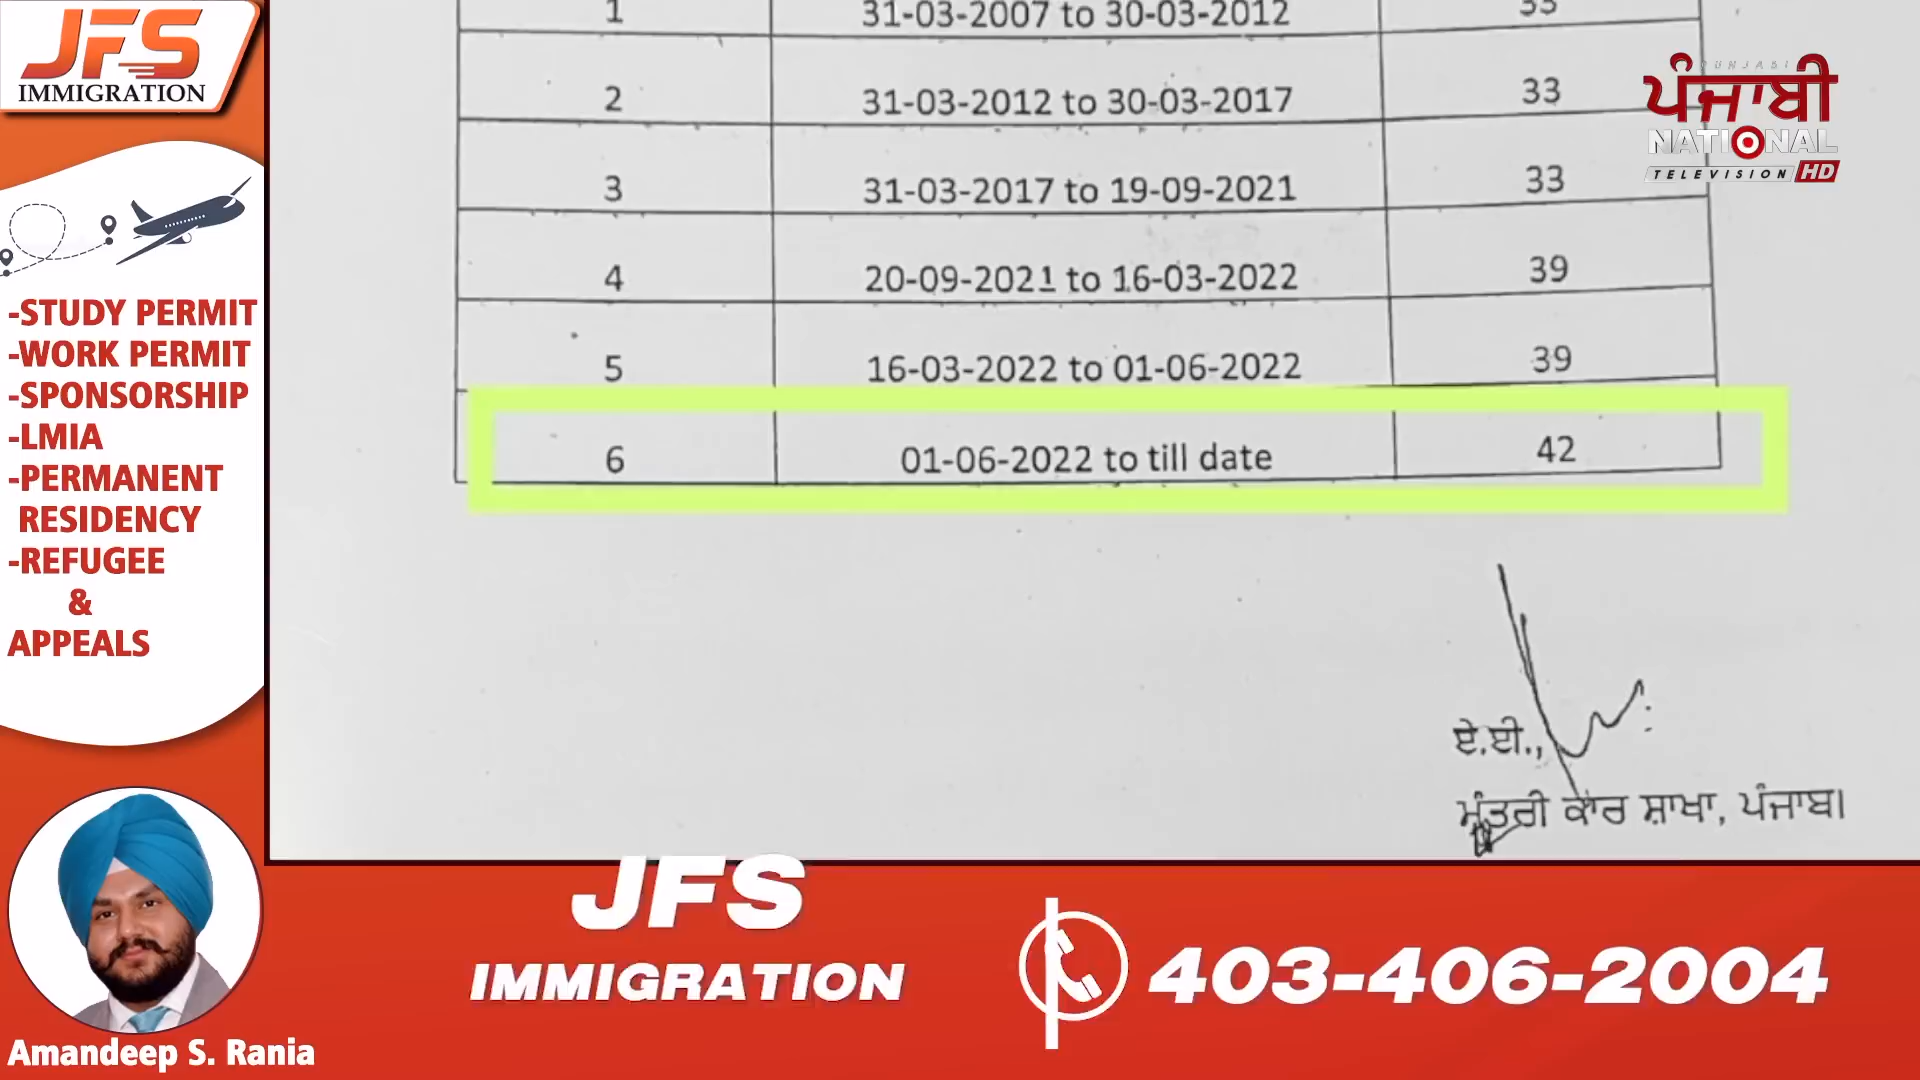 JFS
IMMIGRATION
-STUDY PERMIT
-WORK PERMIT
-SPONSORSHIP
-LMIA
-PERMANENT
RESIDENCY
-REFUGEE
&
APPEALS
Amandeep S. Rania
1 31-03-2007 to 30-03-2012 33
2 31-03-2012 to 30-03-2017 33
3 31-03-2017 to 19-09-2021 33
4 20-09-2021 to 16-03-2022 39
5 16-03-2022 to 01-06-2022 39
6 01-06-2022 to till date 42
ਏ.ਈ.,
ਮੰਤਰੀ ਕਾਰ ਸ਼ਾਖਾ, ਪੰਜਾਬ।
PUNJABI
ਪੰਜਾਬੀ
NATIONAL
TELEVISION HD
JFS
IMMIGRATION
403-406-2004